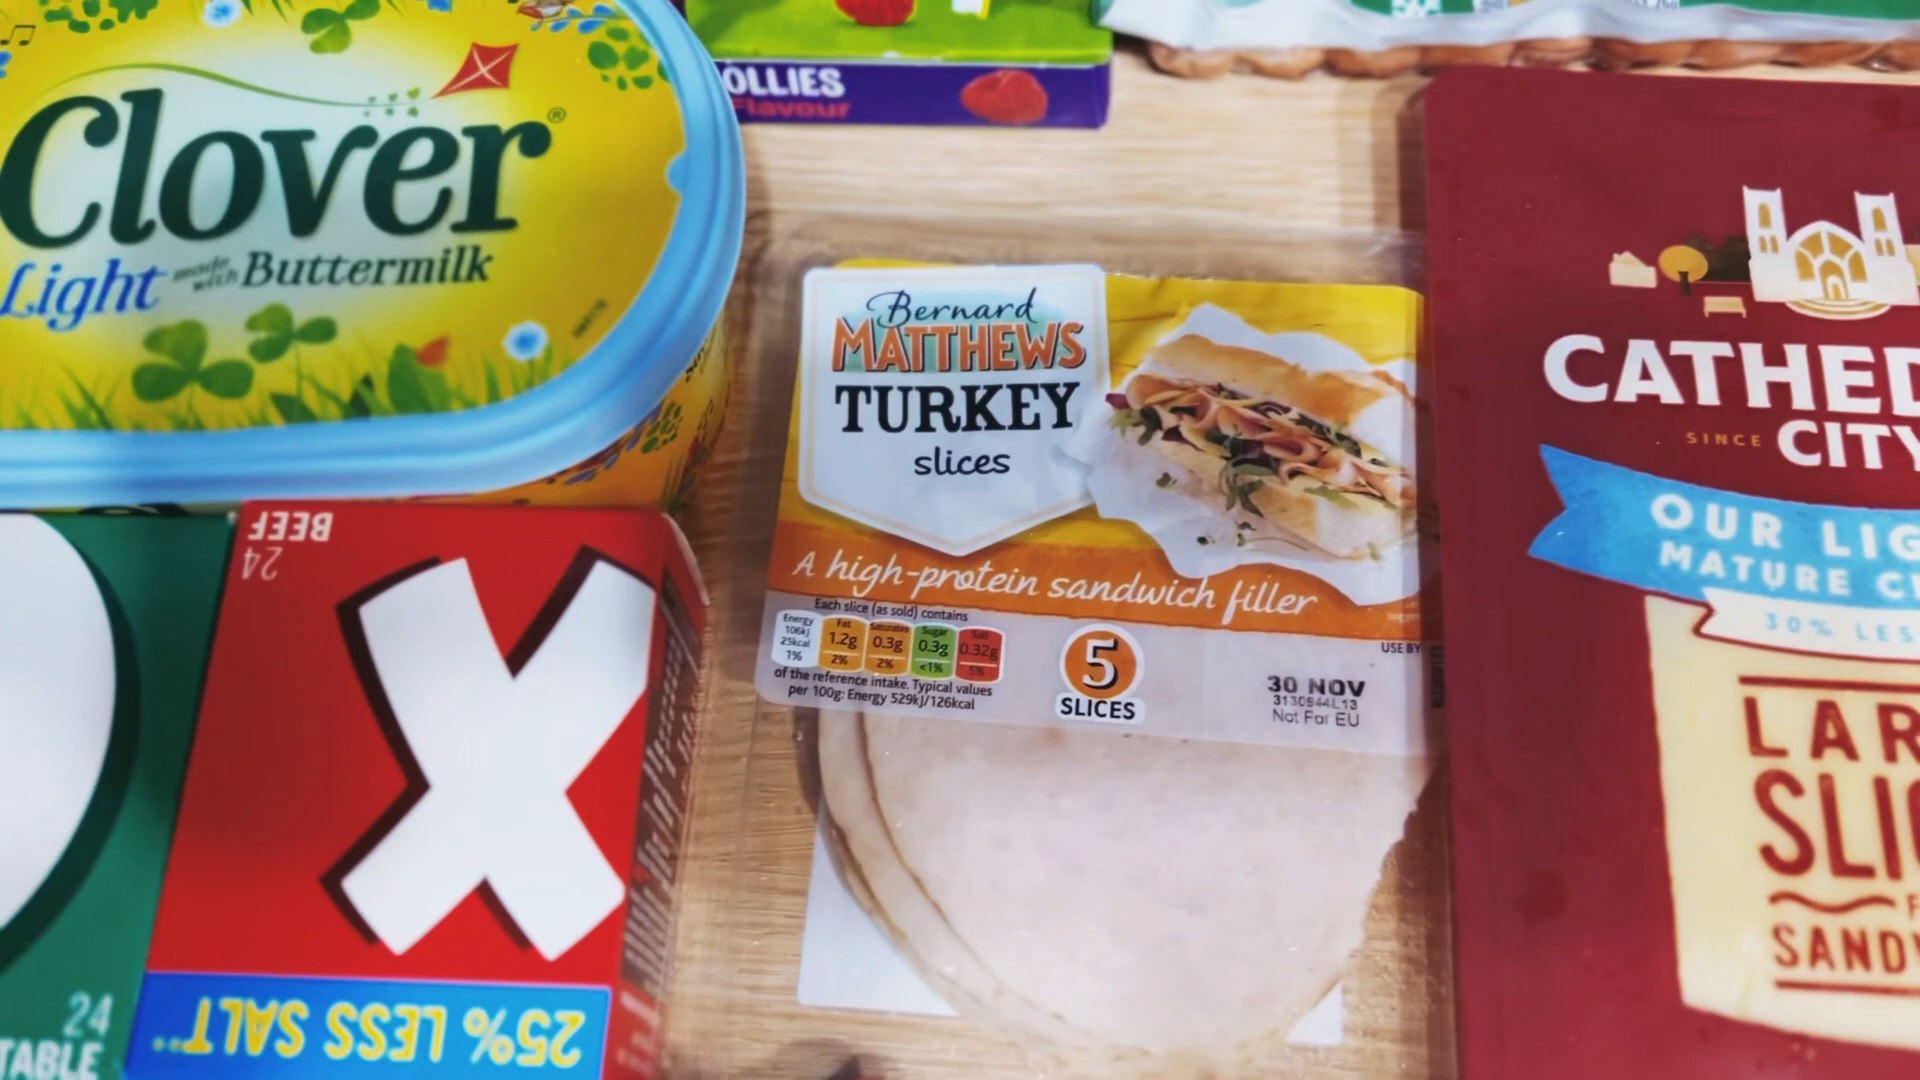 Clover®
Light made with Buttermilk
OLLIES
Flavour
Bernard
MATTHEWS
TURKEY
slices
A high-protein sandwich filler
Each slice (as sold) contains
Energy
106kJ
25kcal
1%
Fat
1.2g
2%
Saturates
0.3g
2%
Sugar
0.3g
<1%
Salt
0.32g
5%
of the reference intake. Typical values
per 100g: Energy 529kJ/126kcal
5
SLICES
USE BY
30 NOV
3130944L13
Not For EU
CATHED
SINCE CITY
OUR LIG
MATURE C
30% LES
LAR
SLIC
SANDW
24
BEEF
X
25% LESS SALT**
24
TABLE